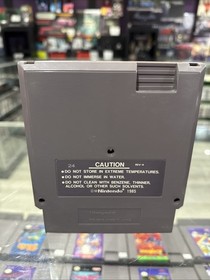 CAUTION
●DO NOT STORE IN EXTREME TEMPERATURES.
●DO NOT IMMERSE IN WATER.
●DO NOT CLEAN WITH BENZENE, THINNER,
ALCOHOL OR OTHER SUCH SOLVENTS.
Nintendo 1985